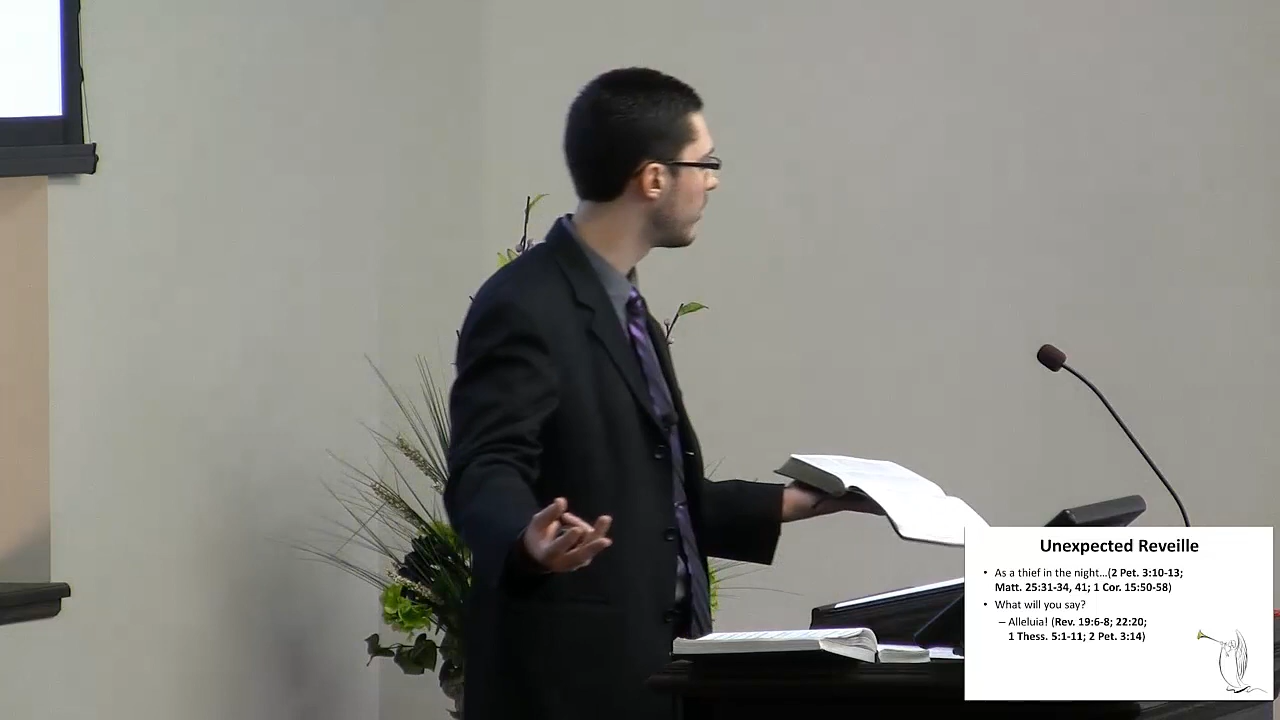 Unexpected Reveille
• As a thief in the night…(2 Pet. 3:10-13;
Matt. 25:31-34, 41; 1 Cor. 15:50-58)
• What will you say?
– Alleluia! (Rev. 19:6-8; 22:20;
1 Thess. 5:1-11; 2 Pet. 3:14)